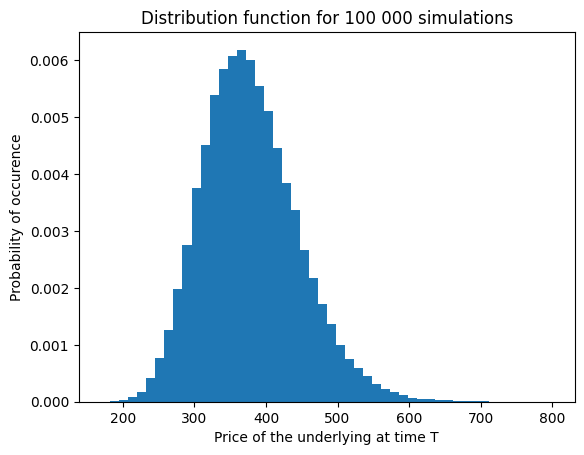 Distribution function for 100 000 simulations
0.006
0.005
0.004
0.003
0.002
0.001
0.000
Probability of occurence
200 300 400 500 600 700 800
Price of the underlying at time T